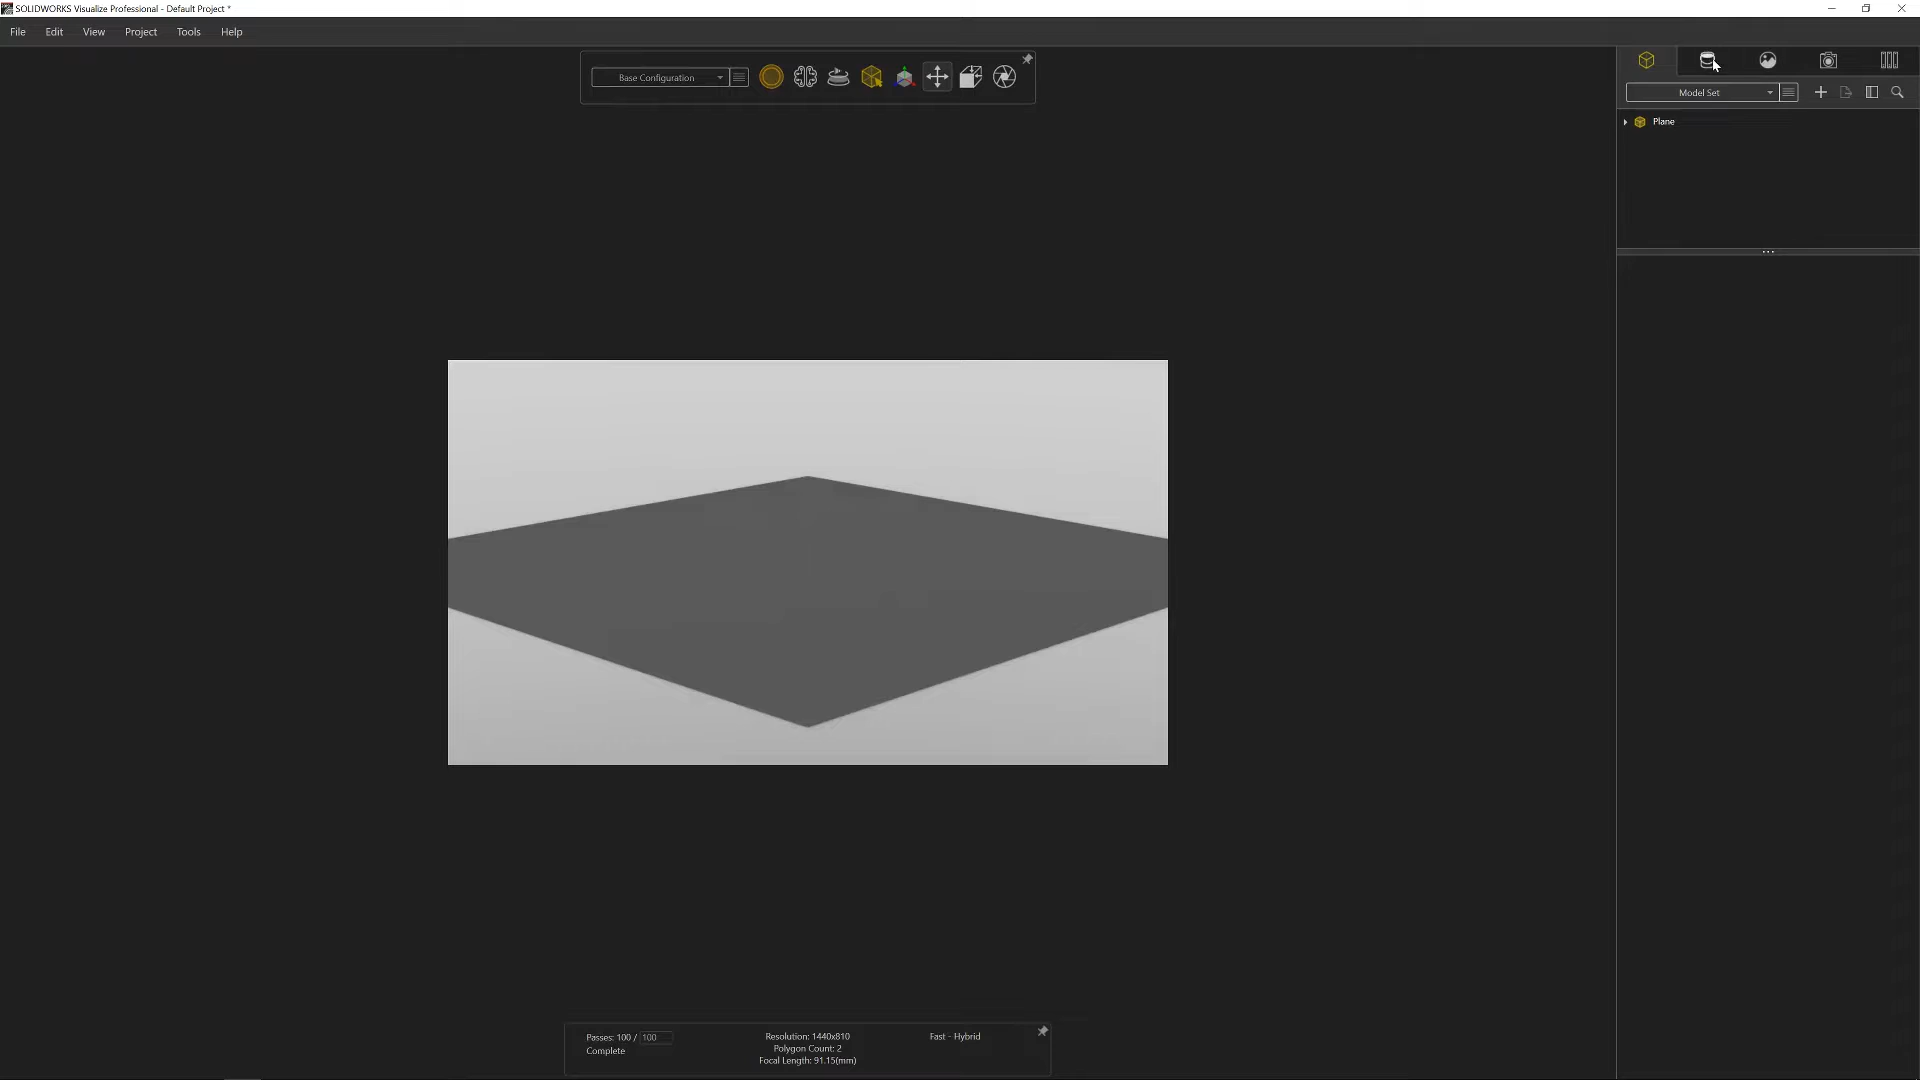 SOLIDWORKS Visualize Professional - Default Project *
File Edit View Project Tools Help
Base Configuration
Model Set
Plane
Passes: 100 / 100
Complete
Resolution: 1440x810
Polygon Count: 2
Focal Length: 91.15(mm)
Fast - Hybrid